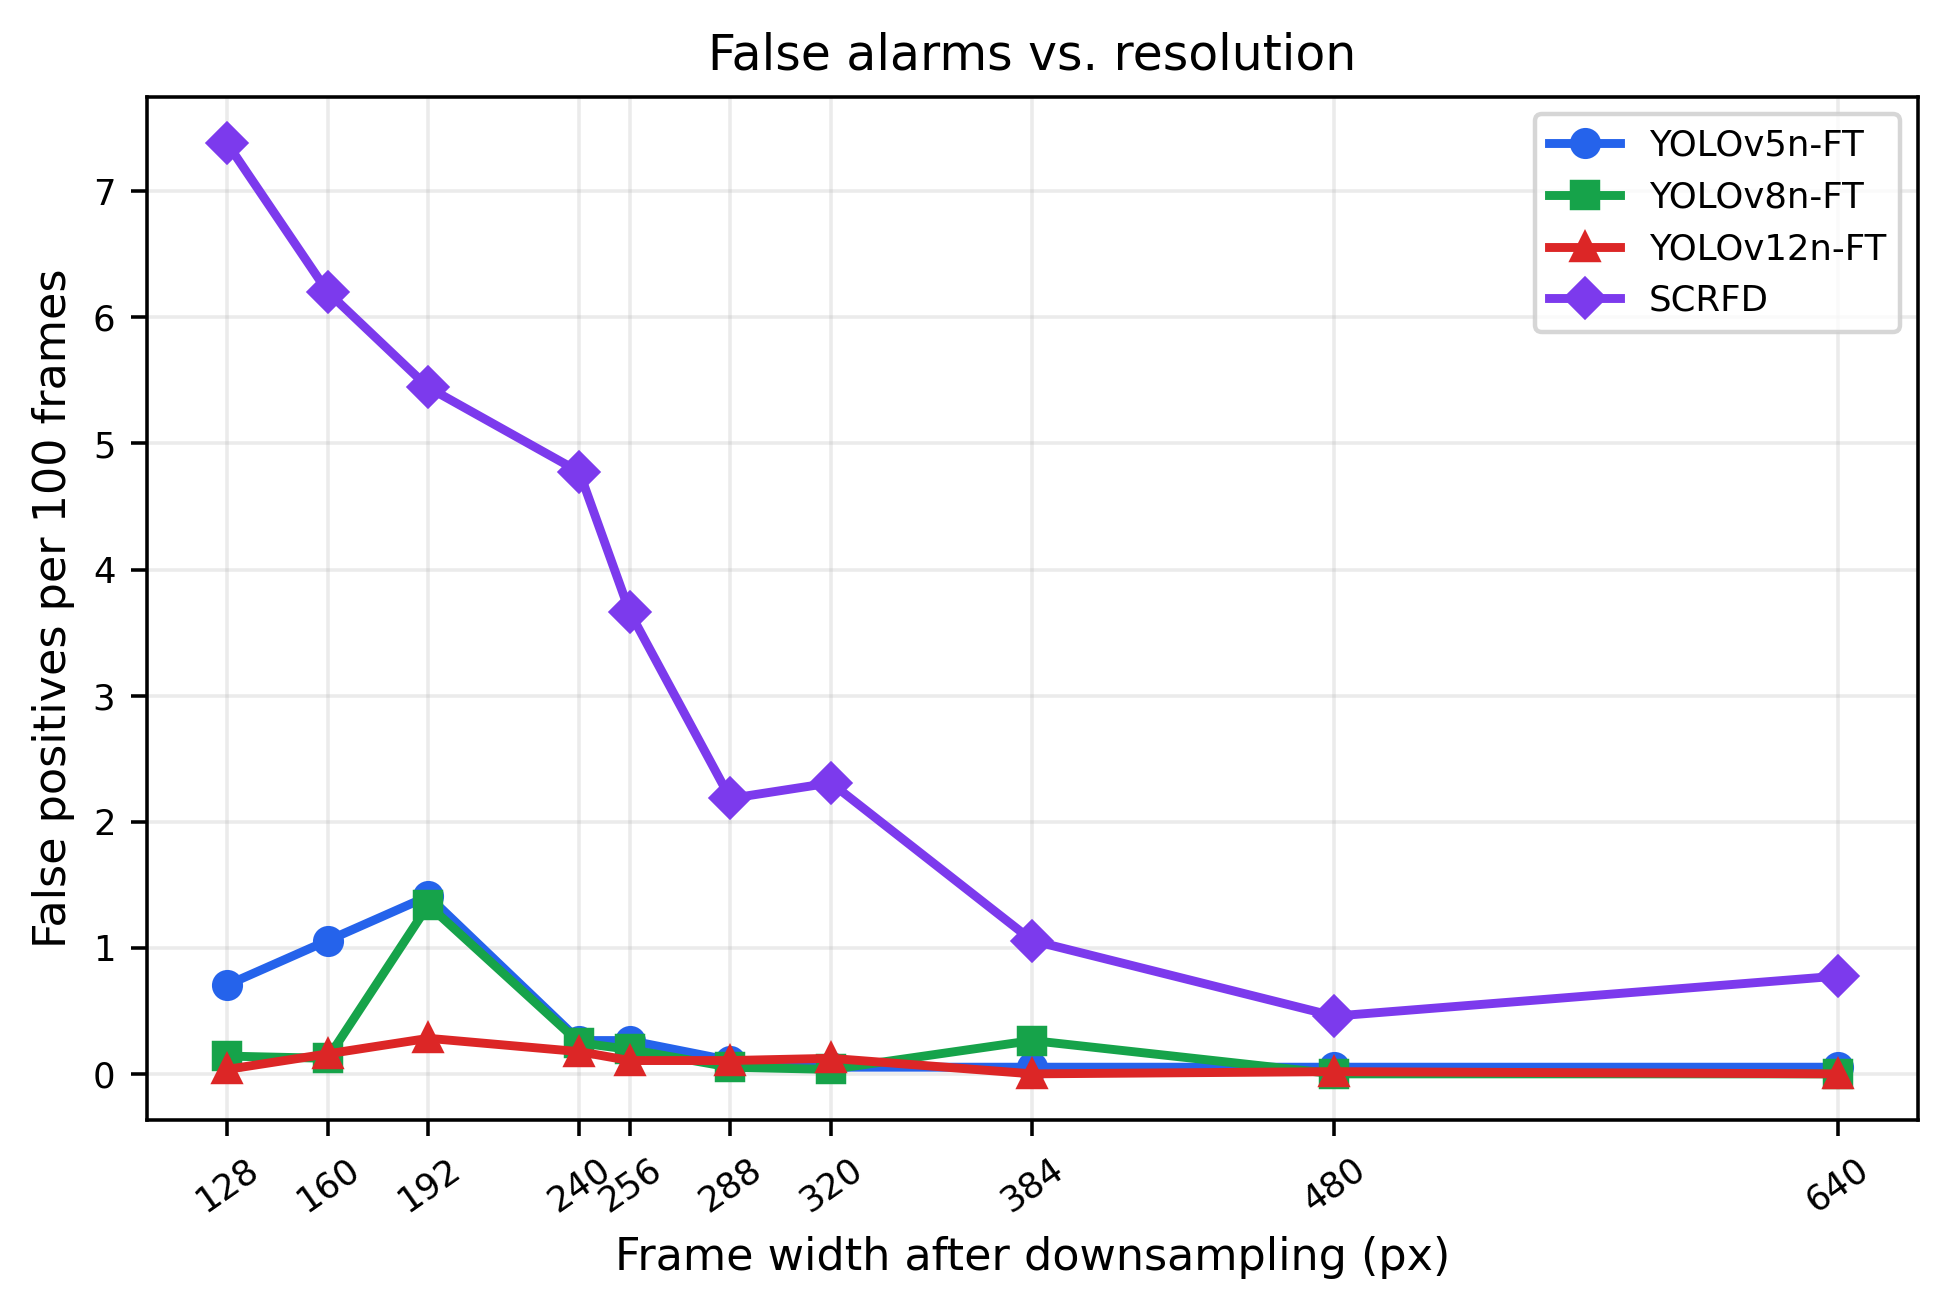 False alarms vs. resolution
YOLOv5n-FT
YOLOv8n-FT
YOLOv12n-FT
SCRFD
False positives per 100 frames
7
6
5
4
3
2
1
0
128 160 192 240 256 288 320 384 480 640
Frame width after downsampling (px)